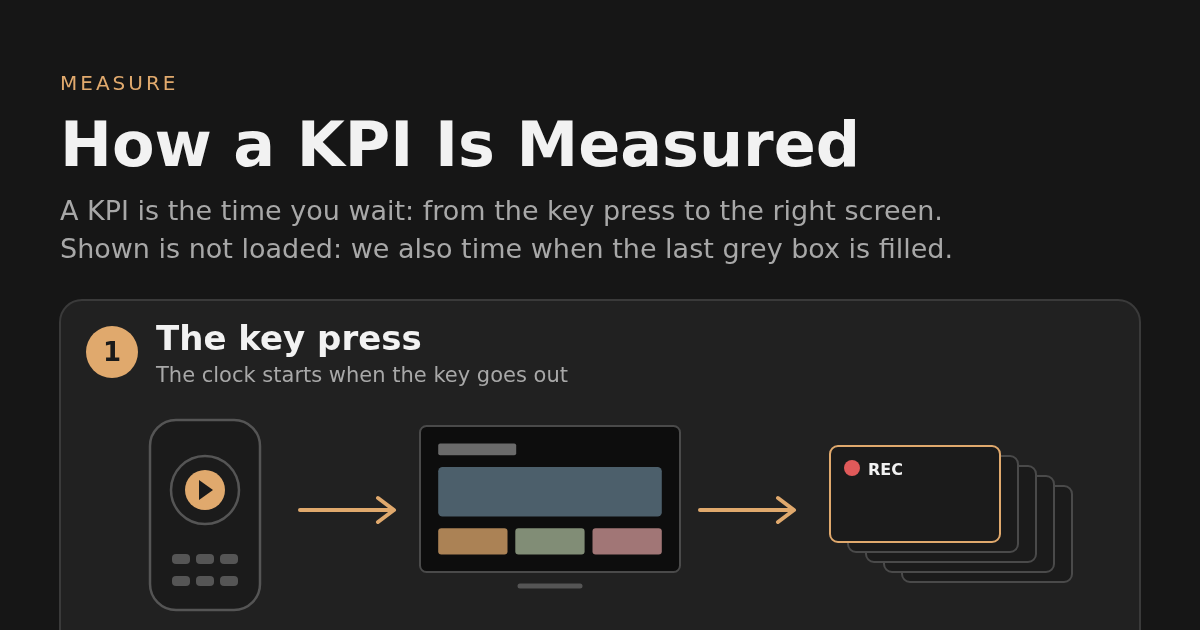 MEASURE
How a KPI Is Measured
A KPI is the time you wait: from the key press to the right screen.
Shown is not loaded: we also time when the last grey box is filled.
1
The key press
The clock starts when the key goes out
REC